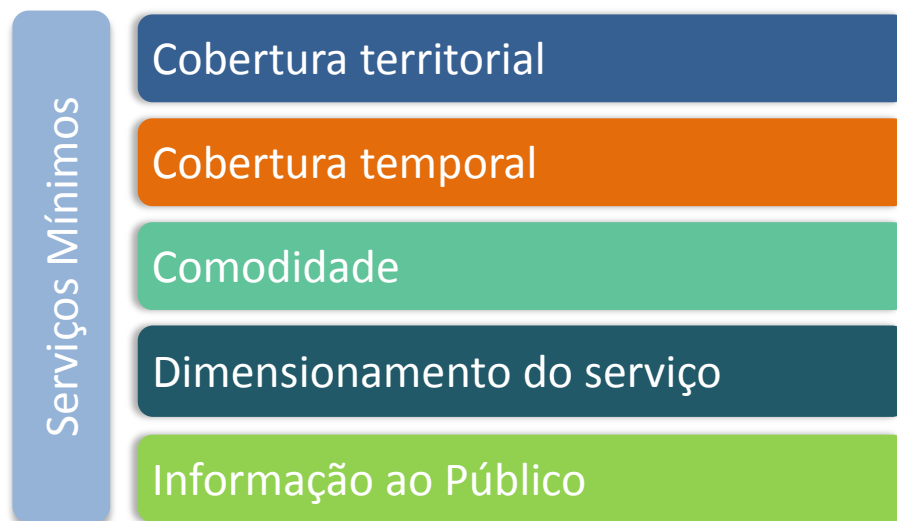 Serviços Mínimos
Cobertura territorial
Cobertura temporal
Comodidade
Dimensionamento do serviço
Informação ao Público